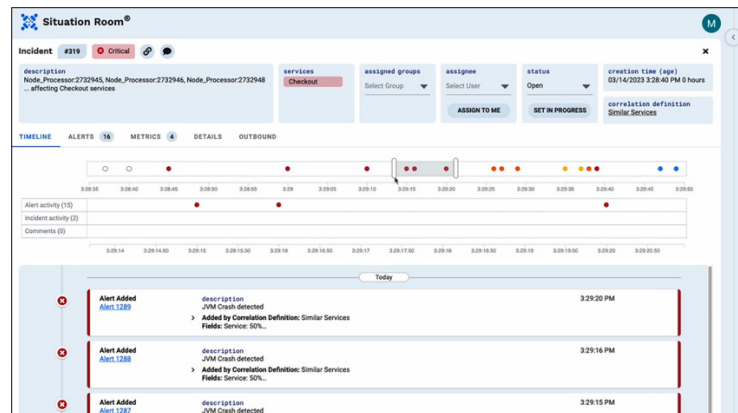 Situation Room®
M
Incident #319 Critical
description
Node_Processor:2732945, Node_Processor:2732946, Node_Processor:2732948
... affecting Checkout services
services
Checkout
assigned groups
Select Group
assignee
Select User
ASSIGN TO ME
status
Open
SET IN PROGRESS
creation time (age)
03/14/2023 3:28:40 PM 0 hours
correlation definition
Similar Services
TIMELINE ALERTS 16 METRICS 4 DETAILS OUTBOUND
3:28:35 3:28:40 3:28:45 3:28:50 3:28:55 3:29 3:29:05 3:29:10 3:29:15 3:29:20 3:29:25 3:29:30 3:29:35 3:29:40 3:29:45 3:29:50
Alert activity (15)
Incident activity (2)
Comments (0)
3:29:14 3:29:14.50 3:29:15 3:29:15.50 3:29:16 3:29:16.50 3:29:17 3:29:17.50 3:29:18 3:29:18.50 3:29:19 3:29:19.50 3:29:20 3:29:20.50
Today
Alert Added
Alert 1289
description
JVM Crash detected
Added by Correlation Definition: Similar Services
Fields: Service: 50%...
3:29:20 PM
Alert Added
Alert 1288
description
JVM Crash detected
Added by Correlation Definition: Similar Services
Fields: Service: 50%...
3:29:16 PM
Alert Added
Alert 1287
description
JVM Crash detected
3:29:15 PM